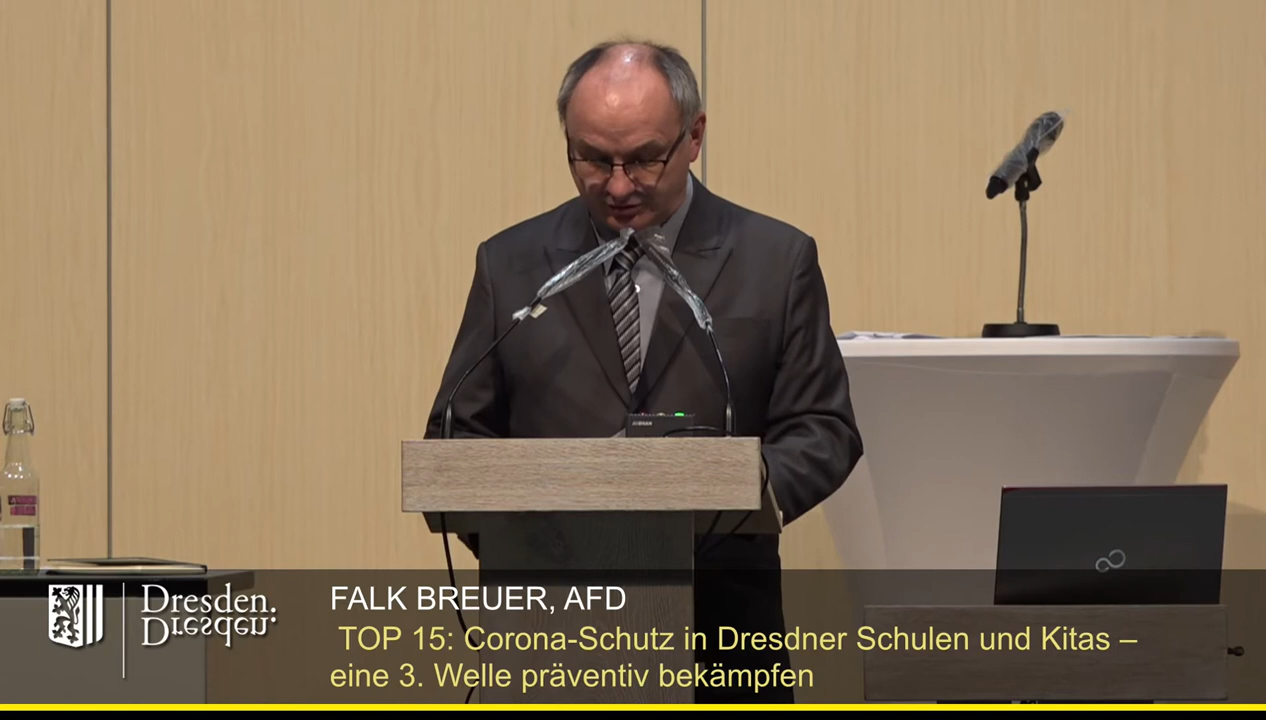 Dresden.
Dresden.
FALK BREUER, AFD
TOP 15: Corona-Schutz in Dresdner Schulen und Kitas –
eine 3. Welle präventiv bekämpfen